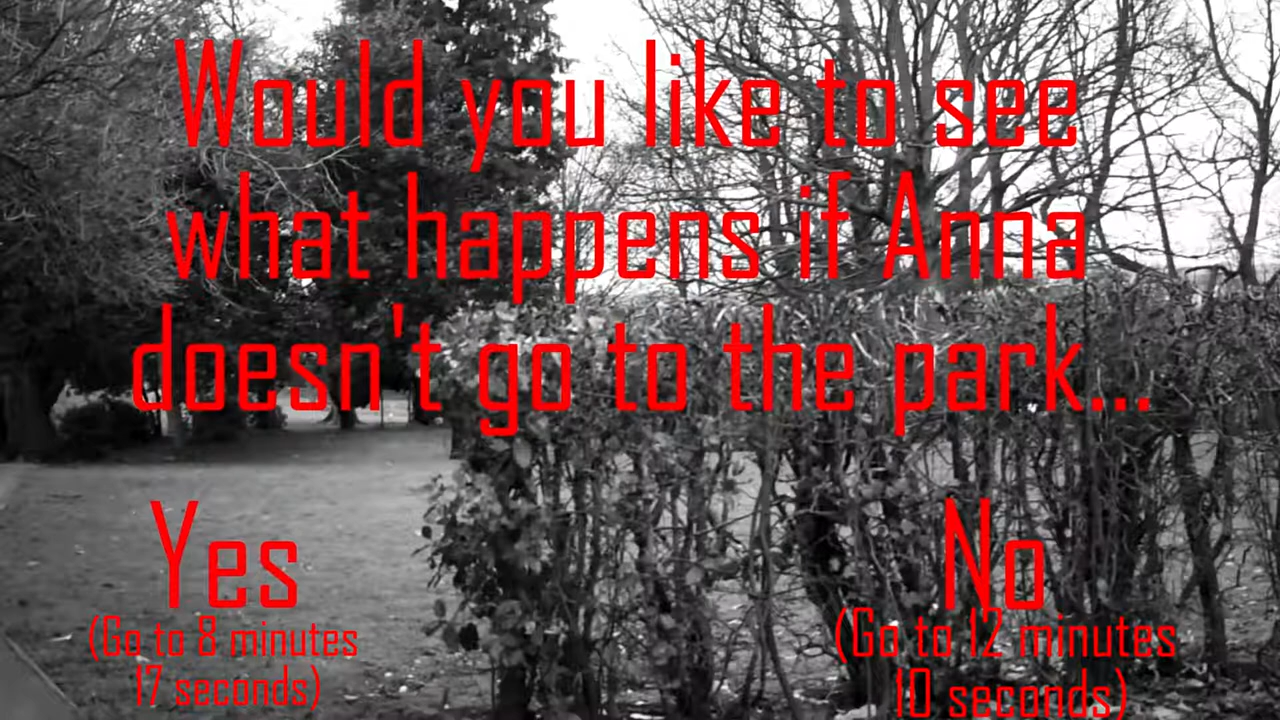 Would you like to see
what happens if Anna
doesn't go to the park...
Yes
(Go to 8 minutes
17 seconds)
No
(Go to 12 minutes
10 seconds)